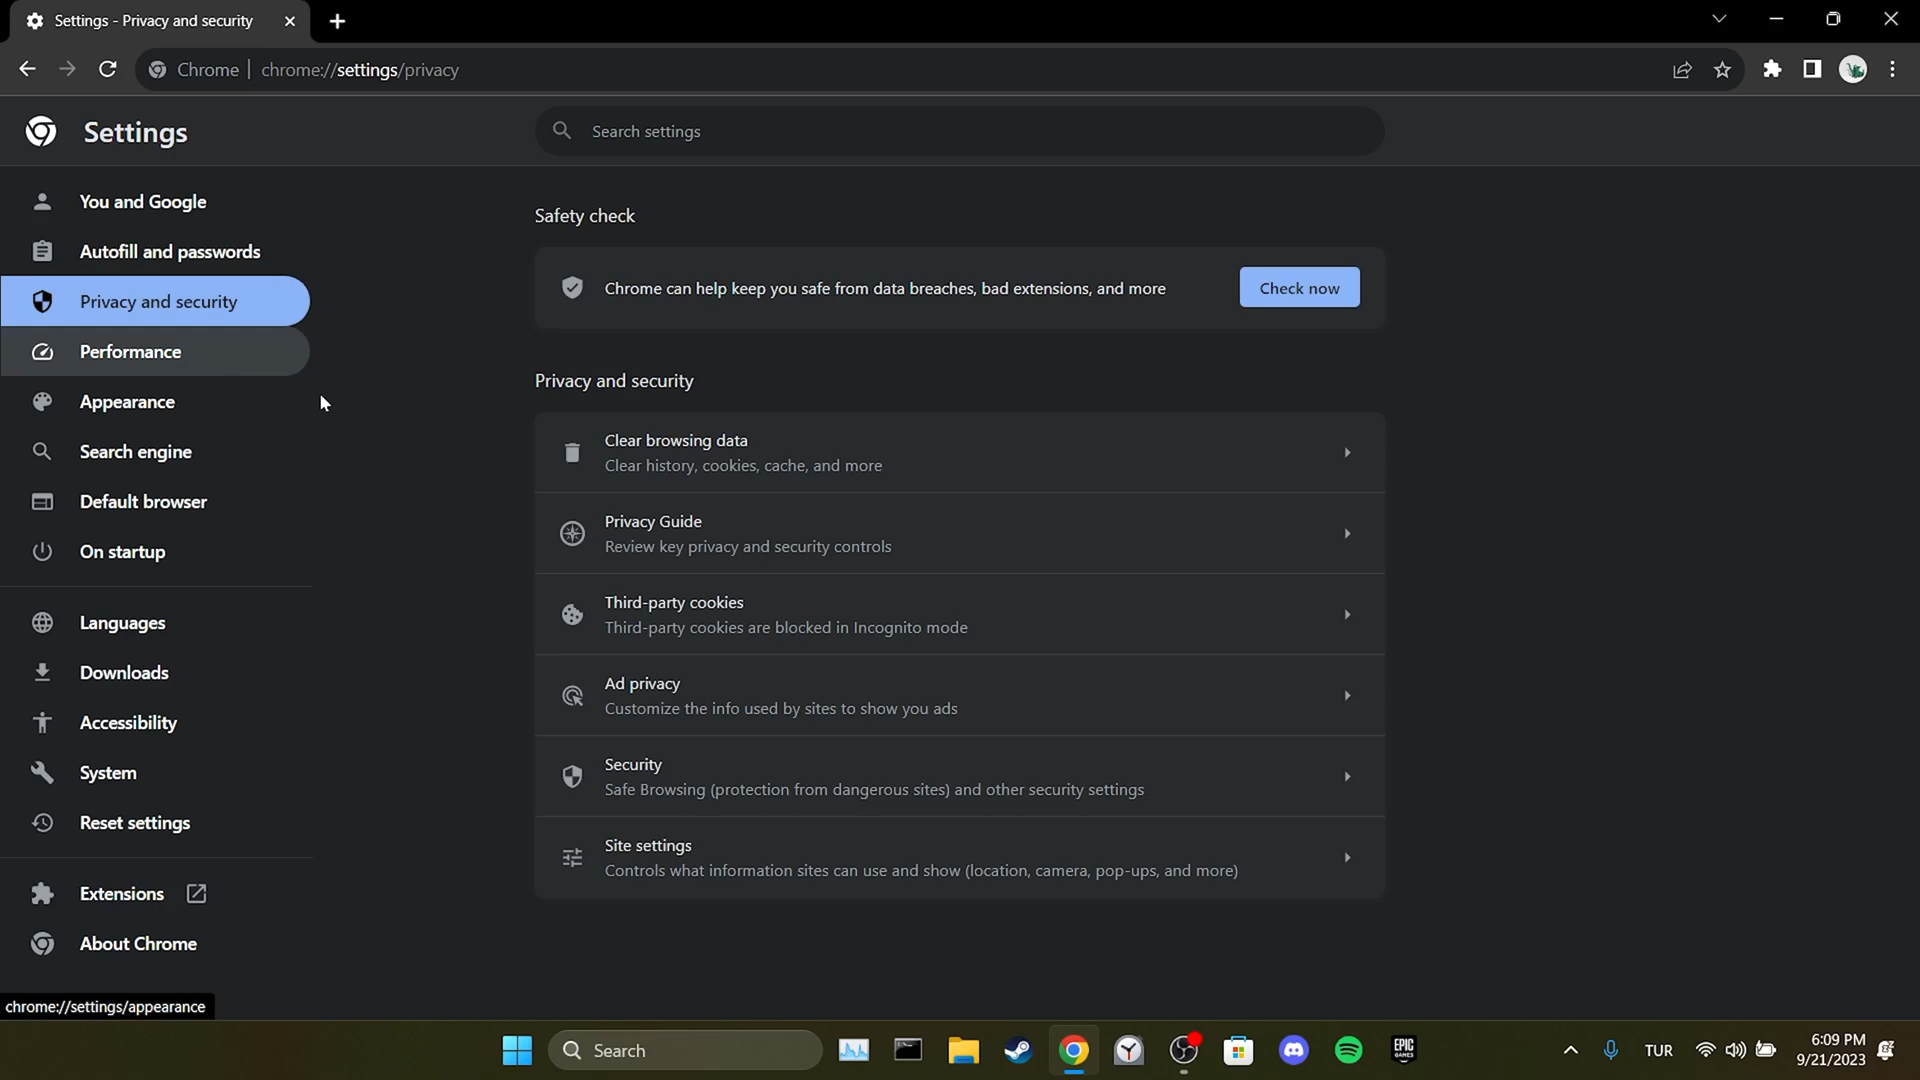 Settings - Privacy and security
Chrome | chrome://settings/privacy
Settings
Search settings
You and Google
Autofill and passwords
Privacy and security
Performance
Appearance
Search engine
Default browser
On startup
Languages
Downloads
Accessibility
System
Reset settings
Extensions
About Chrome
Safety check
Chrome can help keep you safe from data breaches, bad extensions, and more
Check now
Privacy and security
Clear browsing data
Clear history, cookies, cache, and more
Privacy Guide
Review key privacy and security controls
Third-party cookies
Third-party cookies are blocked in Incognito mode
Ad privacy
Customize the info used by sites to show you ads
Security
Safe Browsing (protection from dangerous sites) and other security settings
Site settings
Controls what information sites can use and show (location, camera, pop-ups, and more)
chrome://settings/appearance
Search
EPIC
GAMES
TUR
6:09 PM
9/21/2023